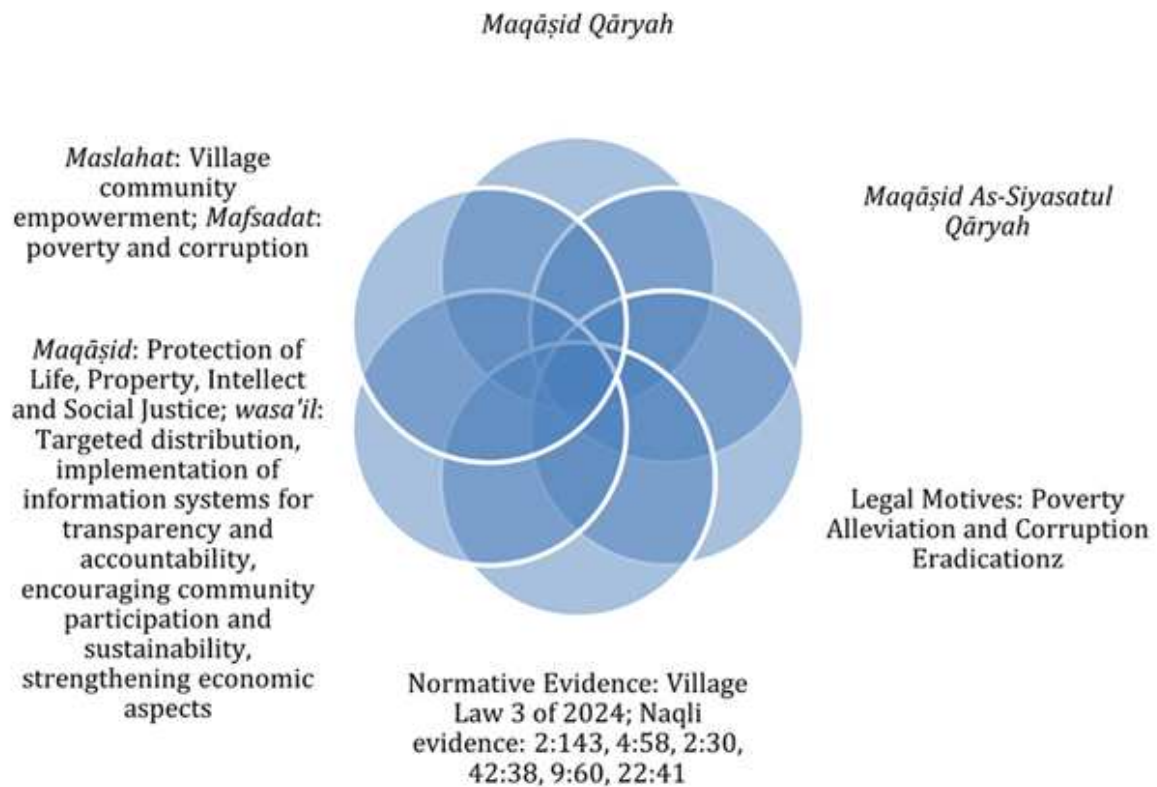 Maqāṣid Qāryah
Maslahat: Village
community
empowerment; Mafsadat:
poverty and corruption
Maqāṣid As-Siyasatul
Qāryah
Maqāṣid: Protection of
Life, Property, Intellect
and Social Justice; wasa'il:
Targeted distribution,
implementation of
information systems for
transparency and
accountability,
encouraging community
participation and
sustainability,
strengthening economic
aspects
Legal Motives: Poverty
Alleviation and Corruption
Eradicationz
Normative Evidence: Village
Law 3 of 2024; Naqli
evidence: 2:143, 4:58, 2:30,
42:38, 9:60, 22:41